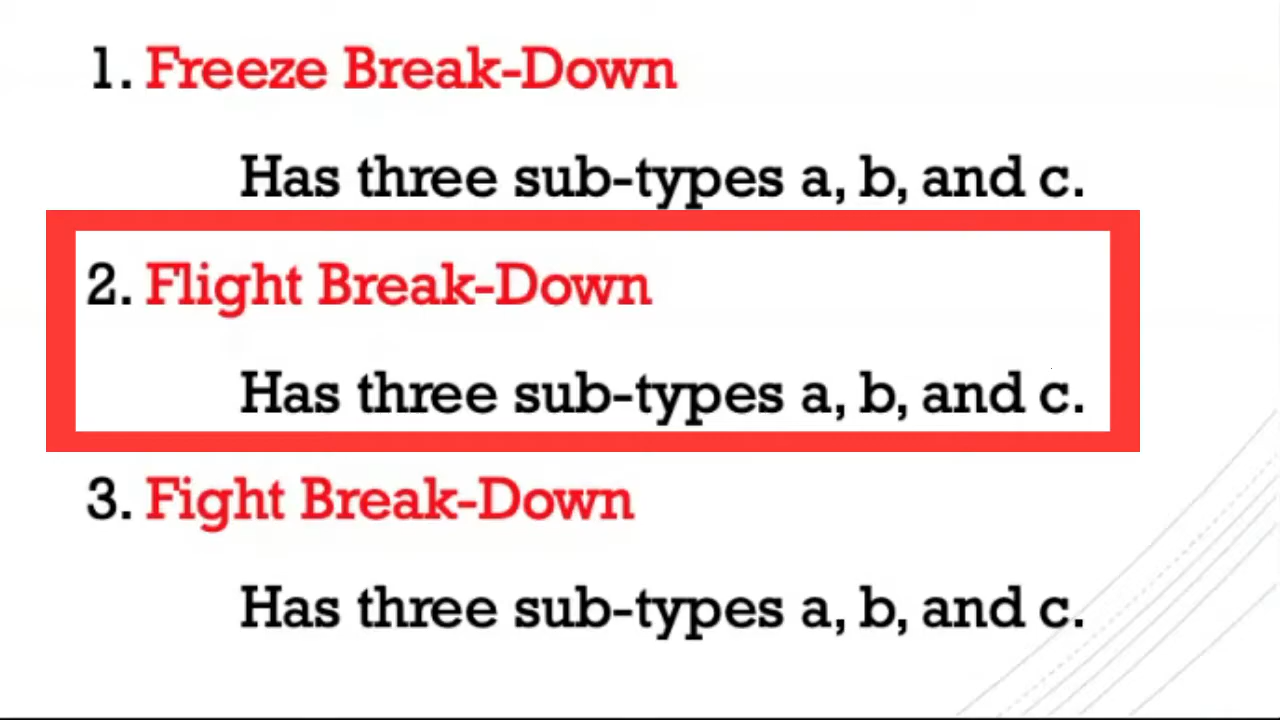 1. Freeze Break-Down
Has three sub-types a, b, and c.
2. Flight Break-Down
Has three sub-types a, b, and c.
3. Fight Break-Down
Has three sub-types a, b, and c.